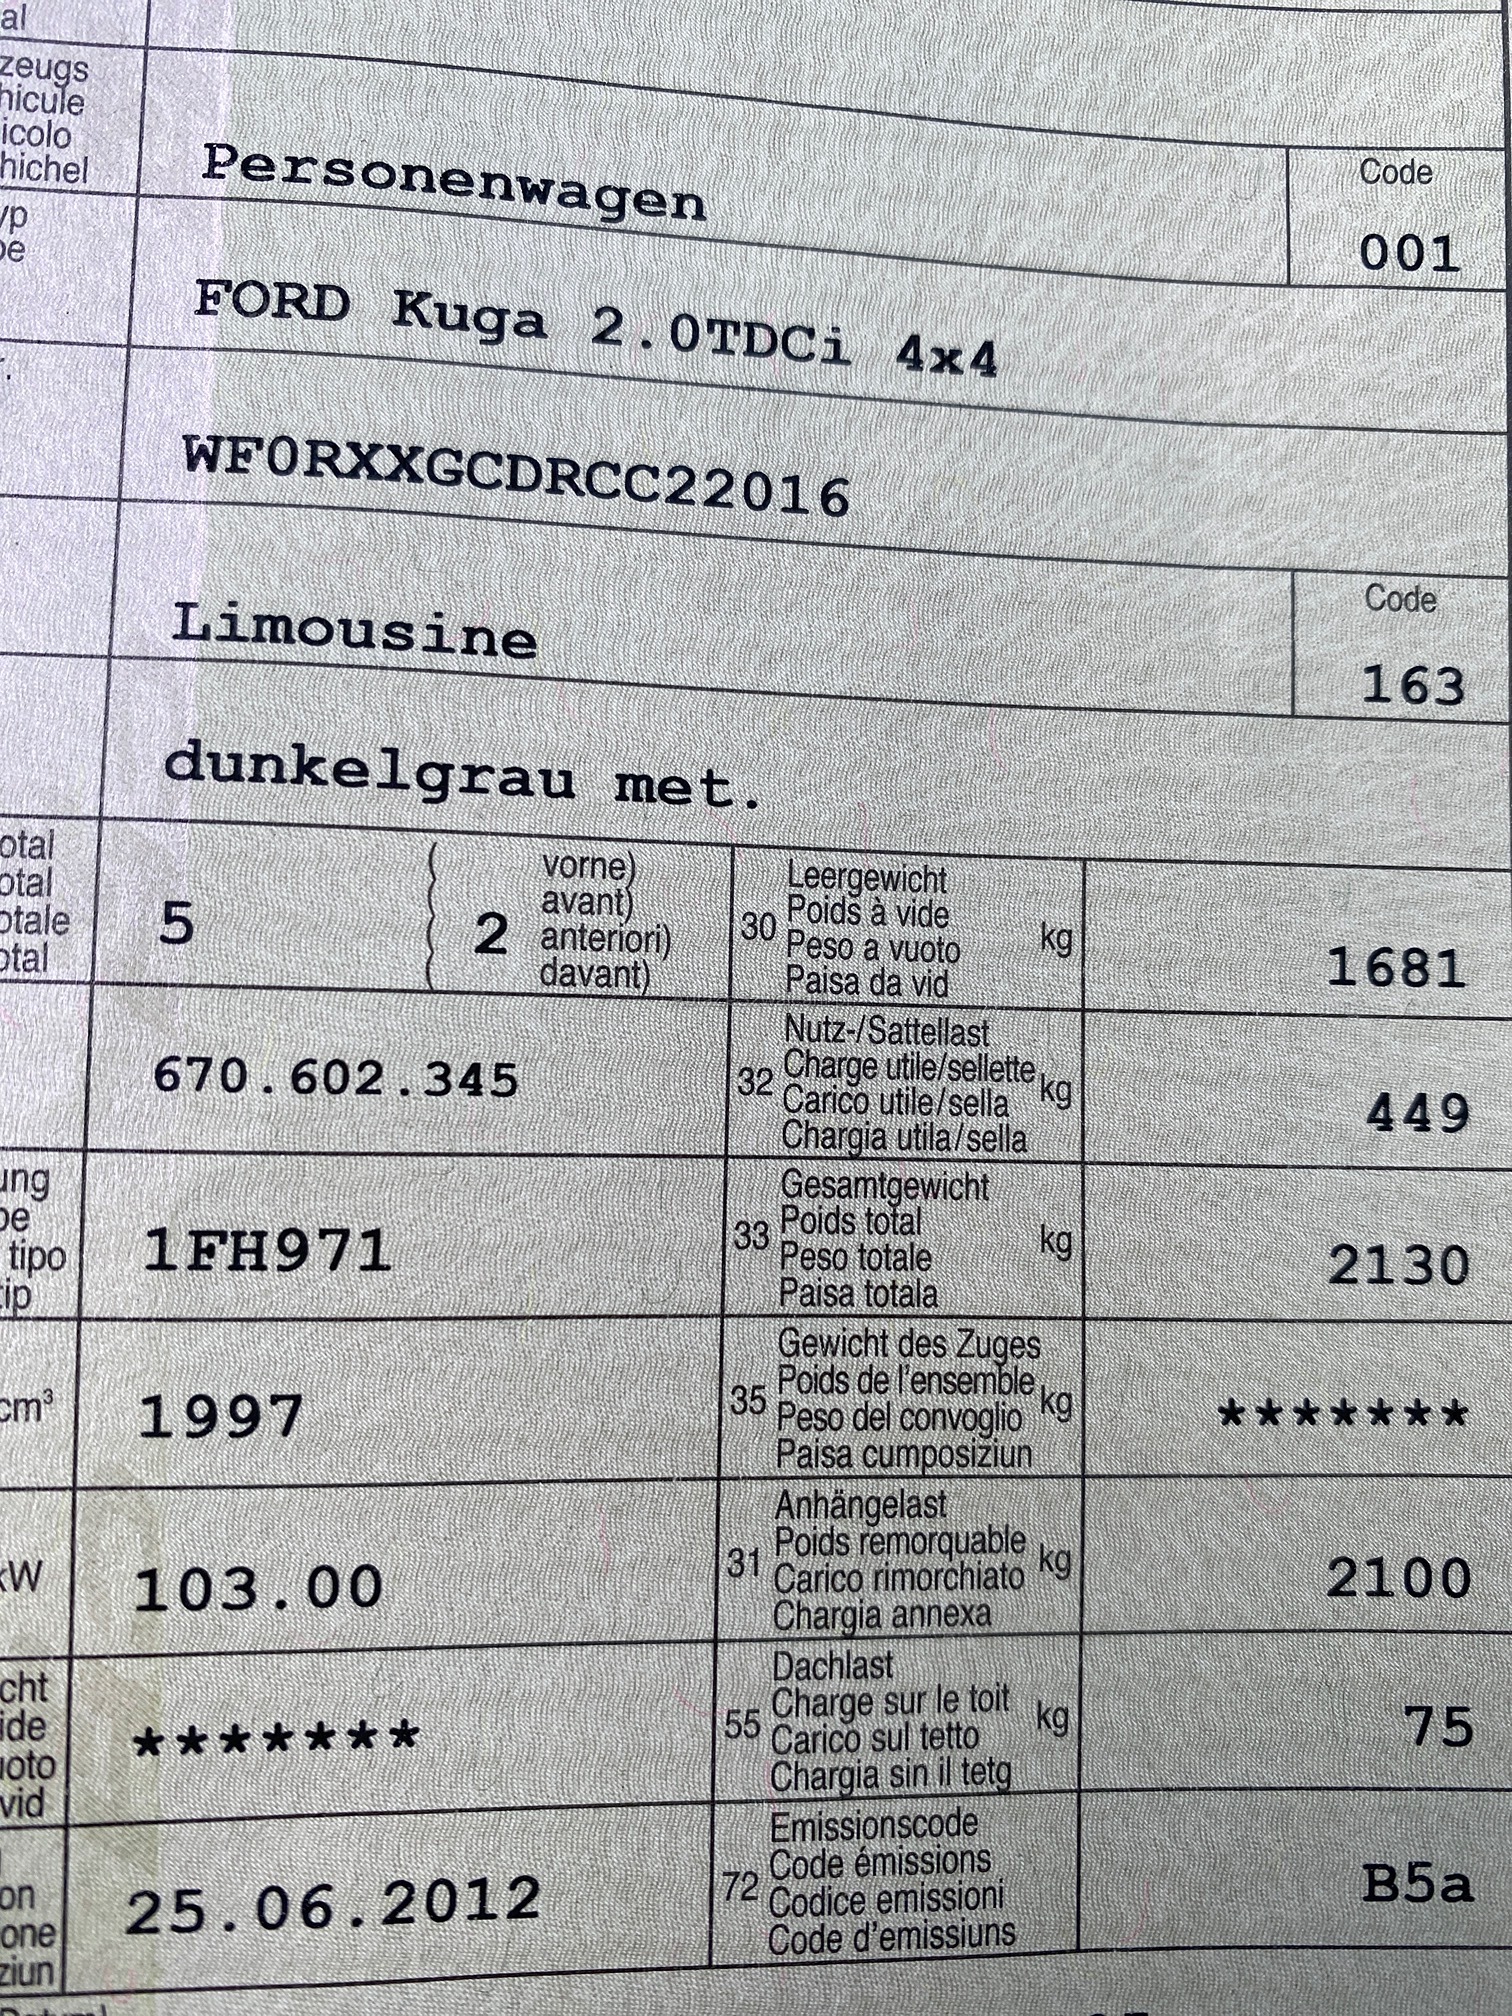 al
zeugs
hicule
icolo
hichel
Personenwagen
Code
001
yp
pe
FORD Kuga 2.0TDCi 4x4
r.
WF0RXXGCDRCC22016
Limousine
Code
163
dunkelgrau met.
otal
otal
otale
otal
5
2
vorne)
avant)
anteriori)
davant)
30
Leergewicht
Poids à vide
Peso a vuoto
Paisa da vid
kg
1681
670.602.345
32
Nutz-/Sattellast
Charge utile/sellette
Carico utile/sella
Chargia utila/sella
kg
449
ung
pe
tipo
tip
1FH971
33
Gesamtgewicht
Poids total
Peso totale
Paisa totala
kg
2130
cm³
1997
35
Gewicht des Zuges
Poids de l'ensemble
Peso del convoglio
Paisa cumposiziun
kg
*******
kW
103.00
31
Anhängelast
Poids remorquable
Carico rimorchiato
Chargia annexa
kg
2100
cht
ide
uoto
vid
*******
55
Dachlast
Charge sur le toit
Carico sul tetto
Chargia sin il tetg
kg
75
on
one
ziun
25.06.2012
72
Emissionscode
Code émissions
Codice emissioni
Code d'emissiuns
B5a